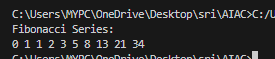 C:\Users\MYPC\OneDrive\Desktop\sri\AIAC>C:/U
Fibonacci Series:
0 1 1 2 3 5 8 13 21 34
C:\Users\MYPC\OneDrive\Desktop\sri\AIAC>